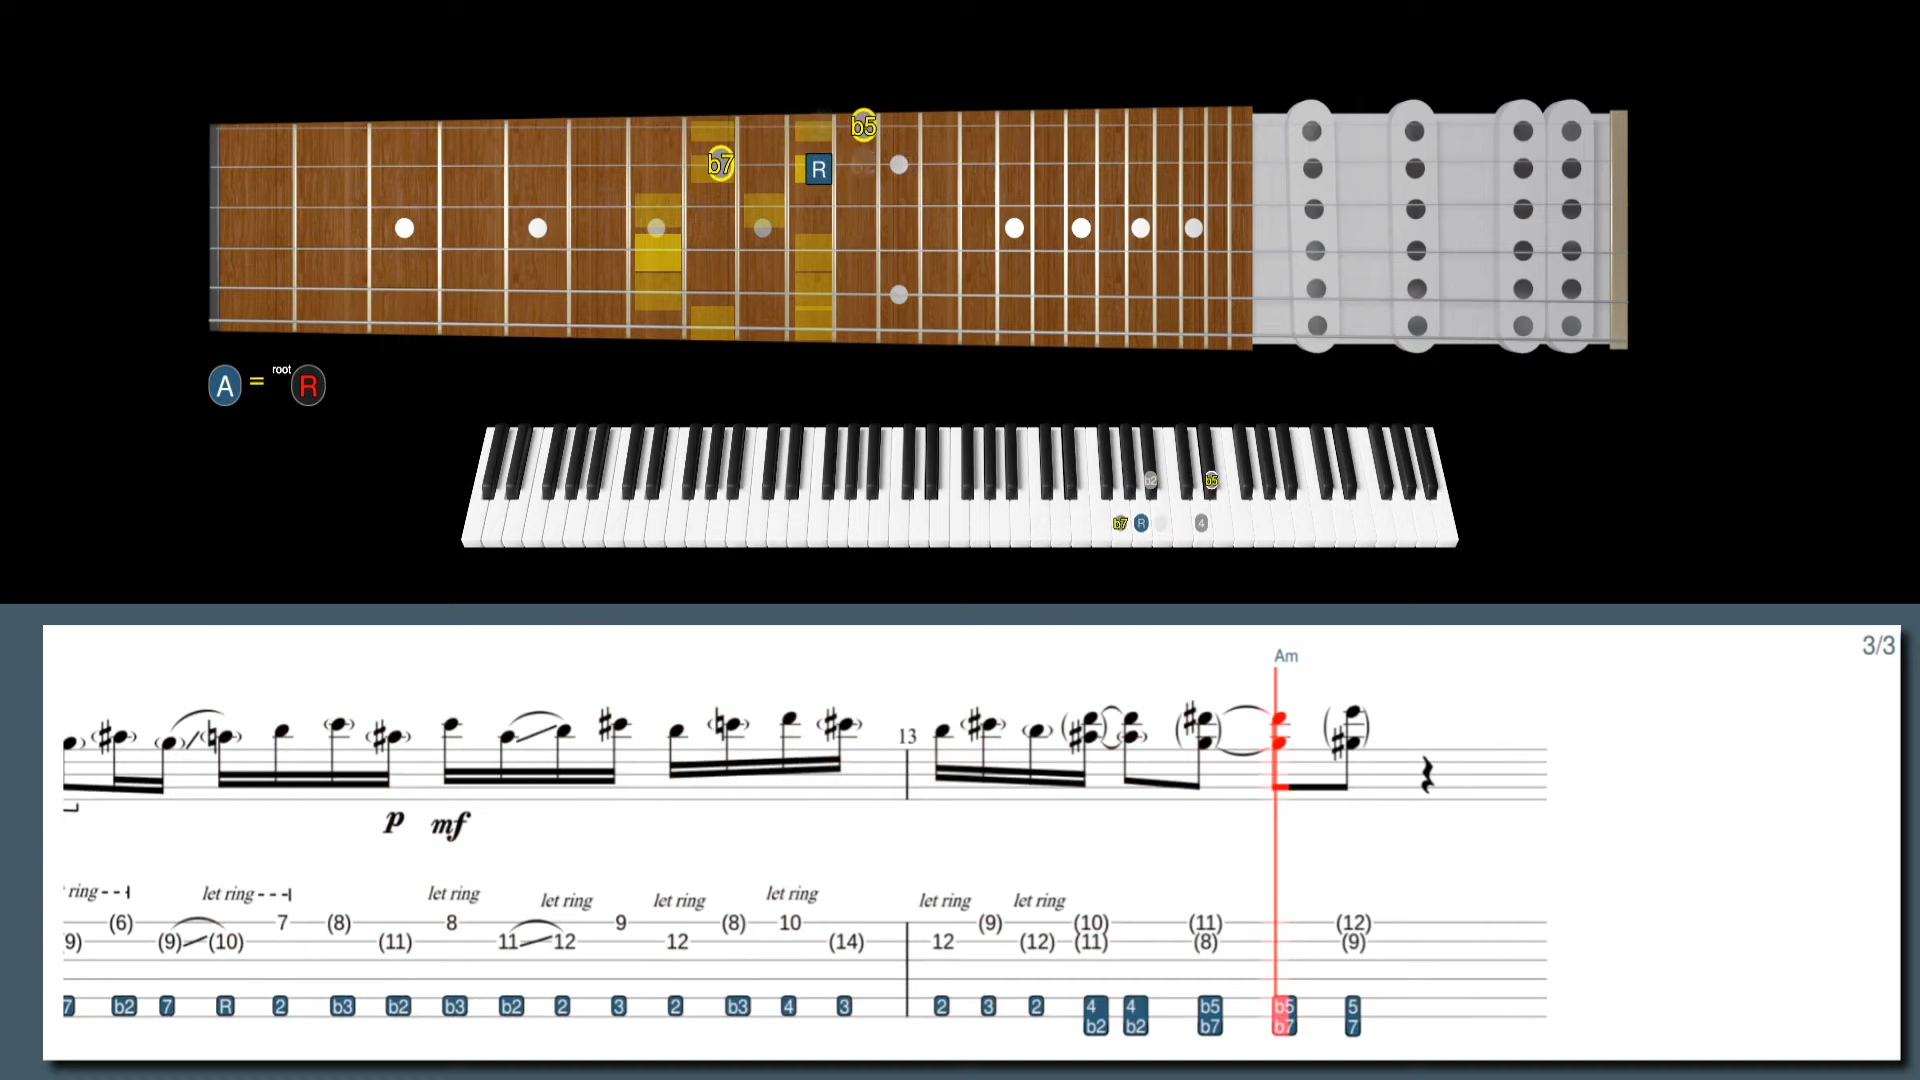 b5
b7 R
A = root R
b2 b5
b7 R 4
3/3
Am
13
p mf
ring let ring let ring let ring let ring let ring let ring let ring
(6) 7 (8) 8 9 (8) 10 (9) (10) (11) (12)
9) (9) (10) (11) 11 12 12 (14) 12 (12) (11) (8) (9)
7 b2 7 R 2 b3 b2 b3 b2 2 3 2 b3 4 3 2 3 2 4 4 b5 b5 5
b2 b2 b7 b7 7